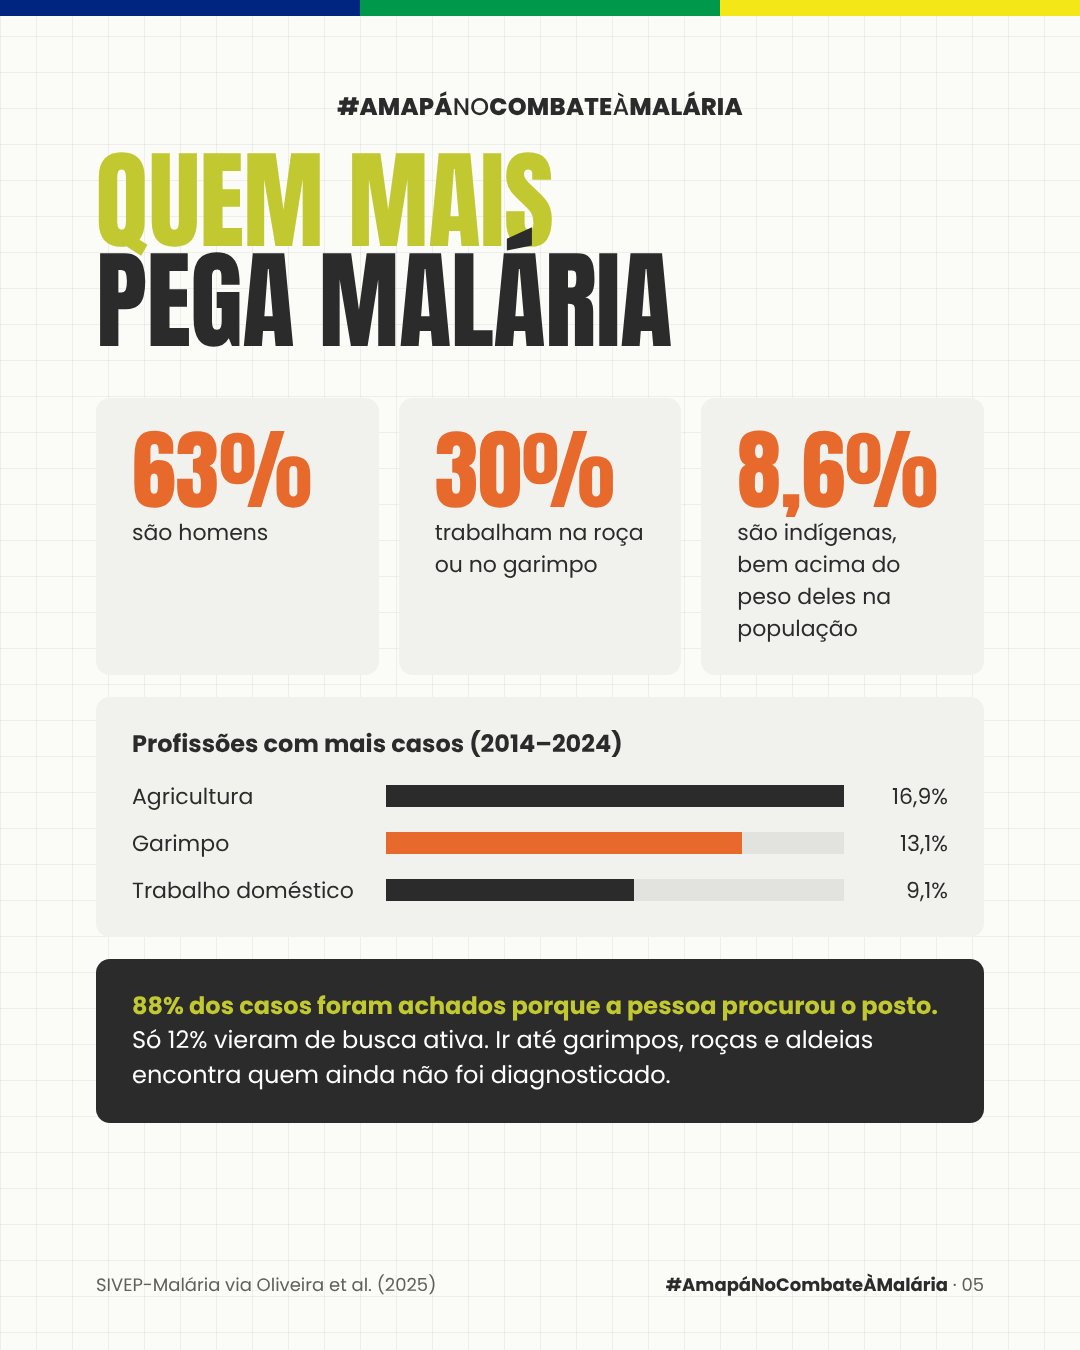 #AMAPÁNOCOMBATEÀMALÁRIA
QUEM MAIS
PEGA MALÁRIA
63%
são homens
30%
trabalham na roça
ou no garimpo
8,6%
são indígenas,
bem acima do
peso deles na
população
Profissões com mais casos (2014–2024)
Agricultura 16,9%
Garimpo 13,1%
Trabalho doméstico 9,1%
88% dos casos foram achados porque a pessoa procurou o posto.
Só 12% vieram de busca ativa. Ir até garimpos, roças e aldeias
encontra quem ainda não foi diagnosticado.
SIVEP-Malária via Oliveira et al. (2025)
#AmapáNoCombateÀMalária · 05